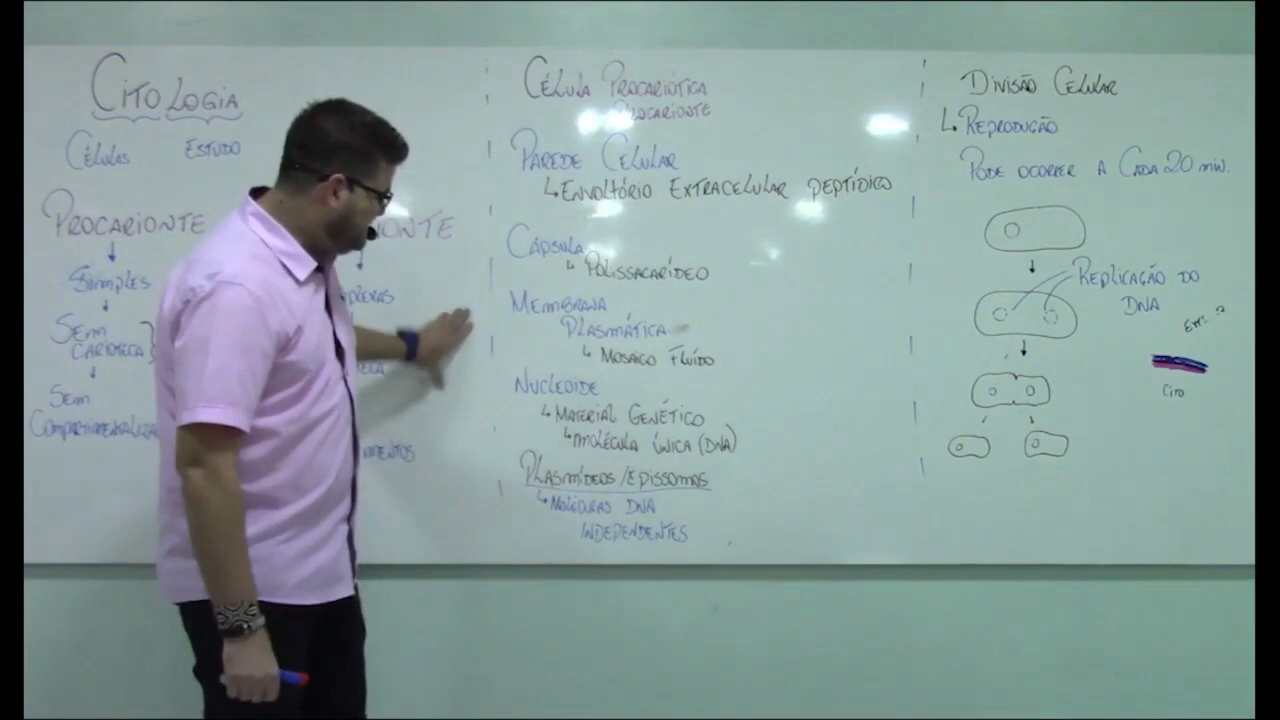 CITOLOGIA
CÉLULAS ESTUDO
PROCARIONTE
SIMPLES
SEM
CARIOTECA
SEM
CÉLULA PROCARIÓTICA
PROCARIONTE
PAREDE CELULAR
↳ ENVOLTÓRIO EXTRACELULAR PEPTÍDICO
CÁPSULA
↳ POLISSACARÍDEO
MEMBRANA
PLASMÁTICA
↳ MOSAICO FLUÍDO
NUCLEOIDE
↳ MATERIAL GENÉTICO
↳ MOLÉCULA ÚNICA (DNA)
PLASMÍDEOS/EPISSOMOS
↳ MOLÉCULAS DNA
INDEPENDENTES
DIVISÃO CELULAR
↳ REPRODUÇÃO
PODE OCORRER A CADA 20 MIN.
REPLICAÇÃO DO
DNA
CITO